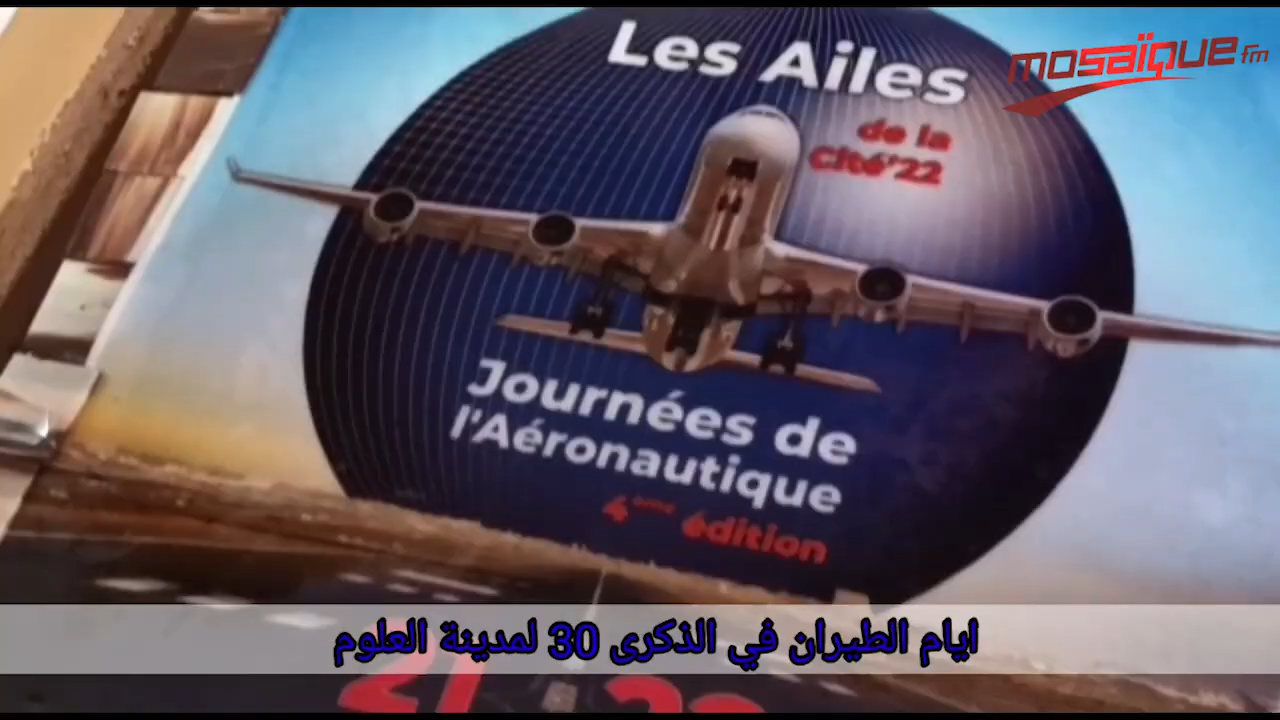 Les Ailes
mosaïque fm
de la
Cité'22
Journées de
l'Aéronautique
4ème édition
ايام الطيران في الذكرى 30 لمدينة العلوم